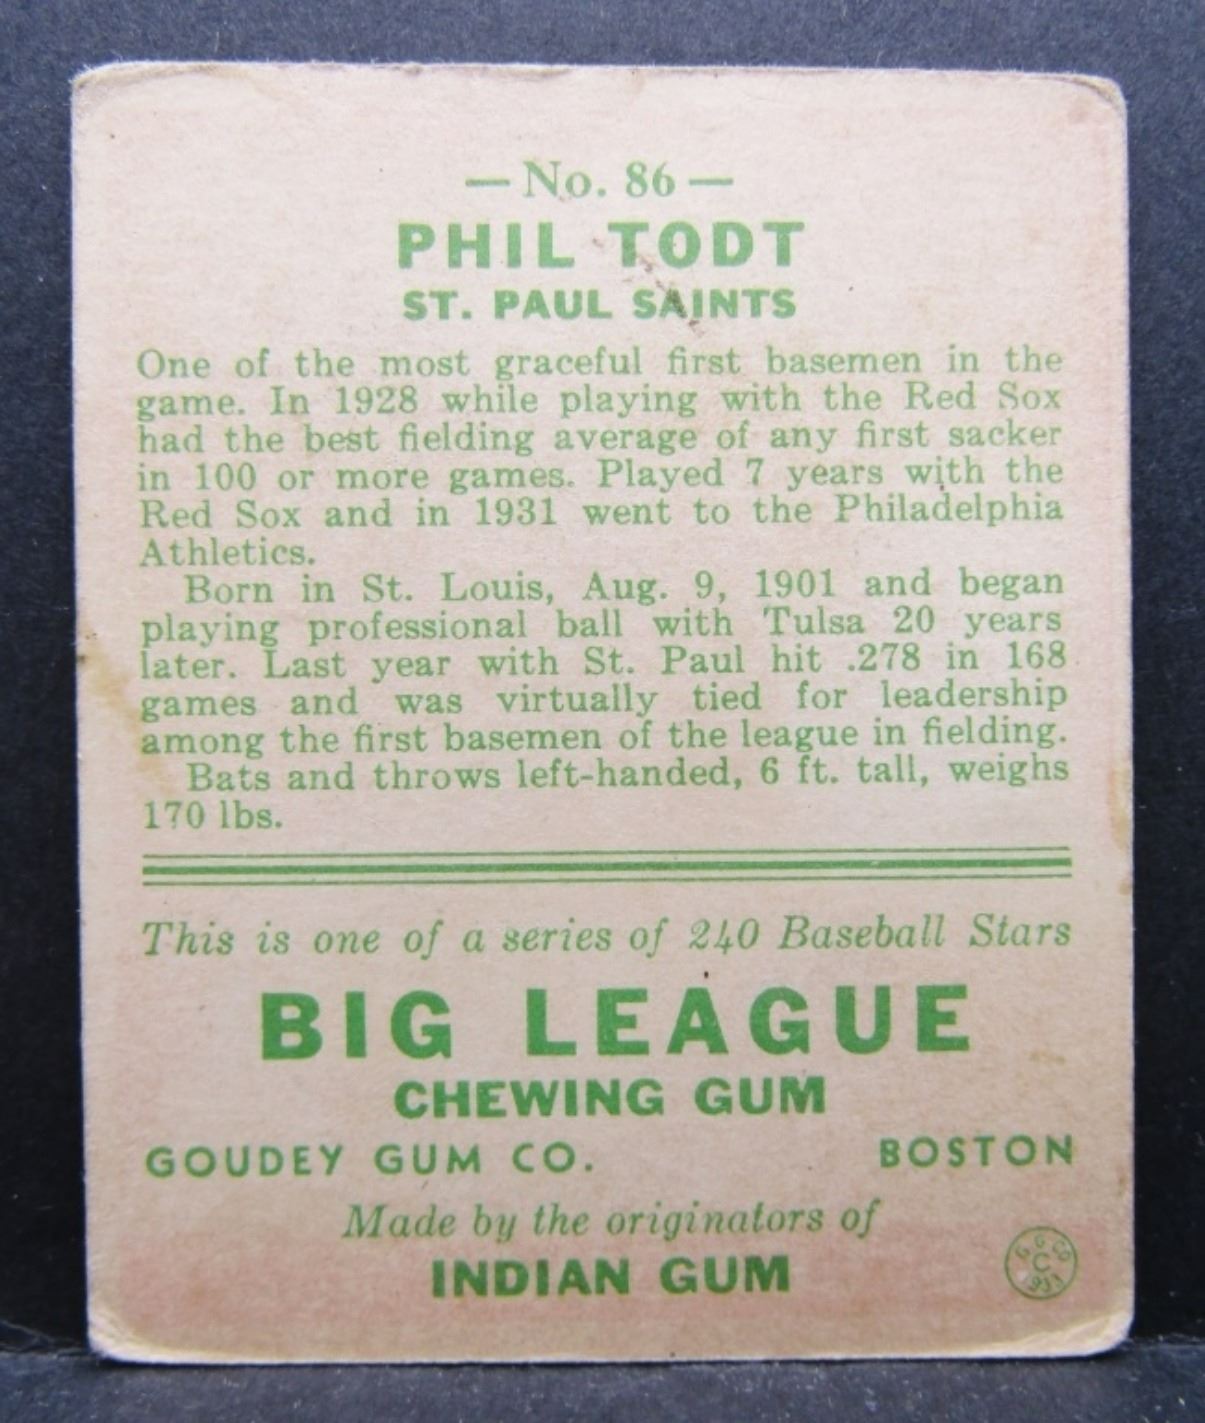 — No. 86 —
PHIL TODT
ST. PAUL SAINTS
One of the most graceful first basemen in the
game. In 1928 while playing with the Red Sox
had the best fielding average of any first sacker
in 100 or more games. Played 7 years with the
Red Sox and in 1931 went to the Philadelphia
Athletics.
Born in St. Louis, Aug. 9, 1901 and began
playing professional ball with Tulsa 20 years
later. Last year with St. Paul hit .278 in 168
games and was virtually tied for leadership
among the first basemen of the league in fielding.
Bats and throws left-handed, 6 ft. tall, weighs
170 lbs.
This is one of a series of 240 Baseball Stars
BIG LEAGUE
CHEWING GUM
GOUDEY GUM CO. BOSTON
Made by the originators of
INDIAN GUM
G. G. CO
C